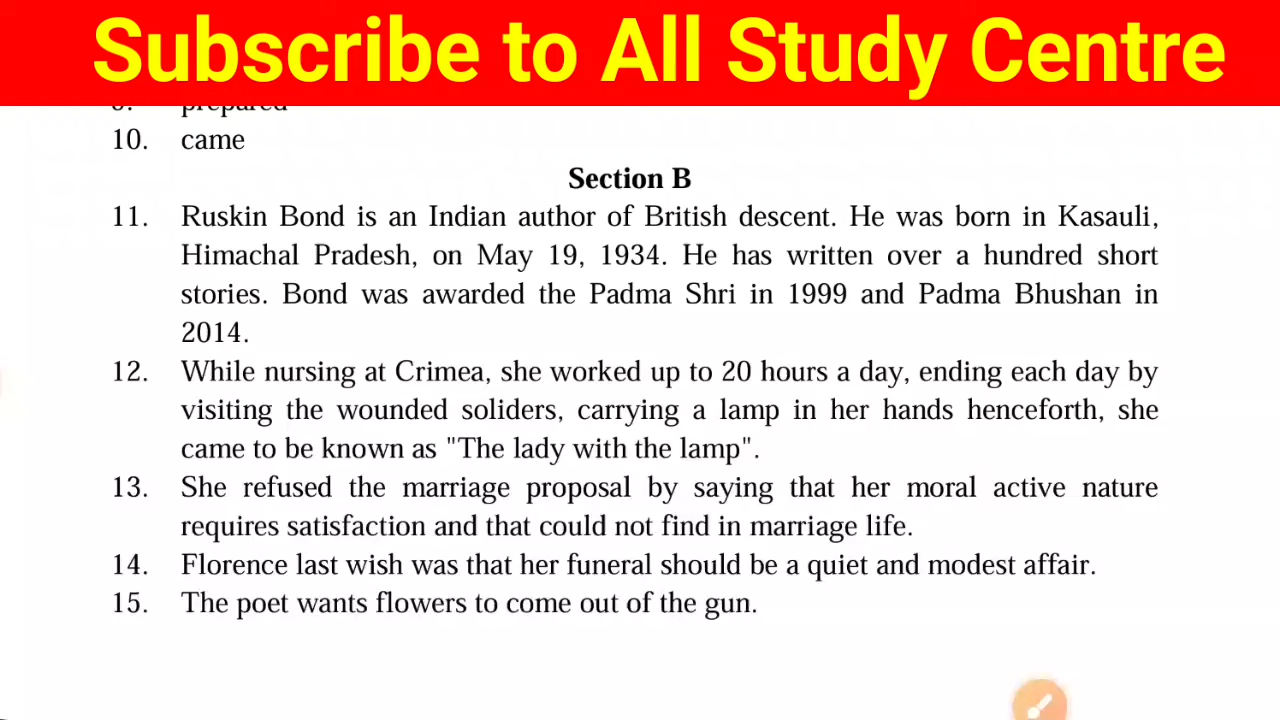 Subscribe to All Study Centre
prepared
10. came
Section B
11. Ruskin Bond is an Indian author of British descent. He was born in Kasauli,
Himachal Pradesh, on May 19, 1934. He has written over a hundred short
stories. Bond was awarded the Padma Shri in 1999 and Padma Bhushan in
2014.
12. While nursing at Crimea, she worked up to 20 hours a day, ending each day by
visiting the wounded soliders, carrying a lamp in her hands henceforth, she
came to be known as "The lady with the lamp".
13. She refused the marriage proposal by saying that her moral active nature
requires satisfaction and that could not find in marriage life.
14. Florence last wish was that her funeral should be a quiet and modest affair.
15. The poet wants flowers to come out of the gun.